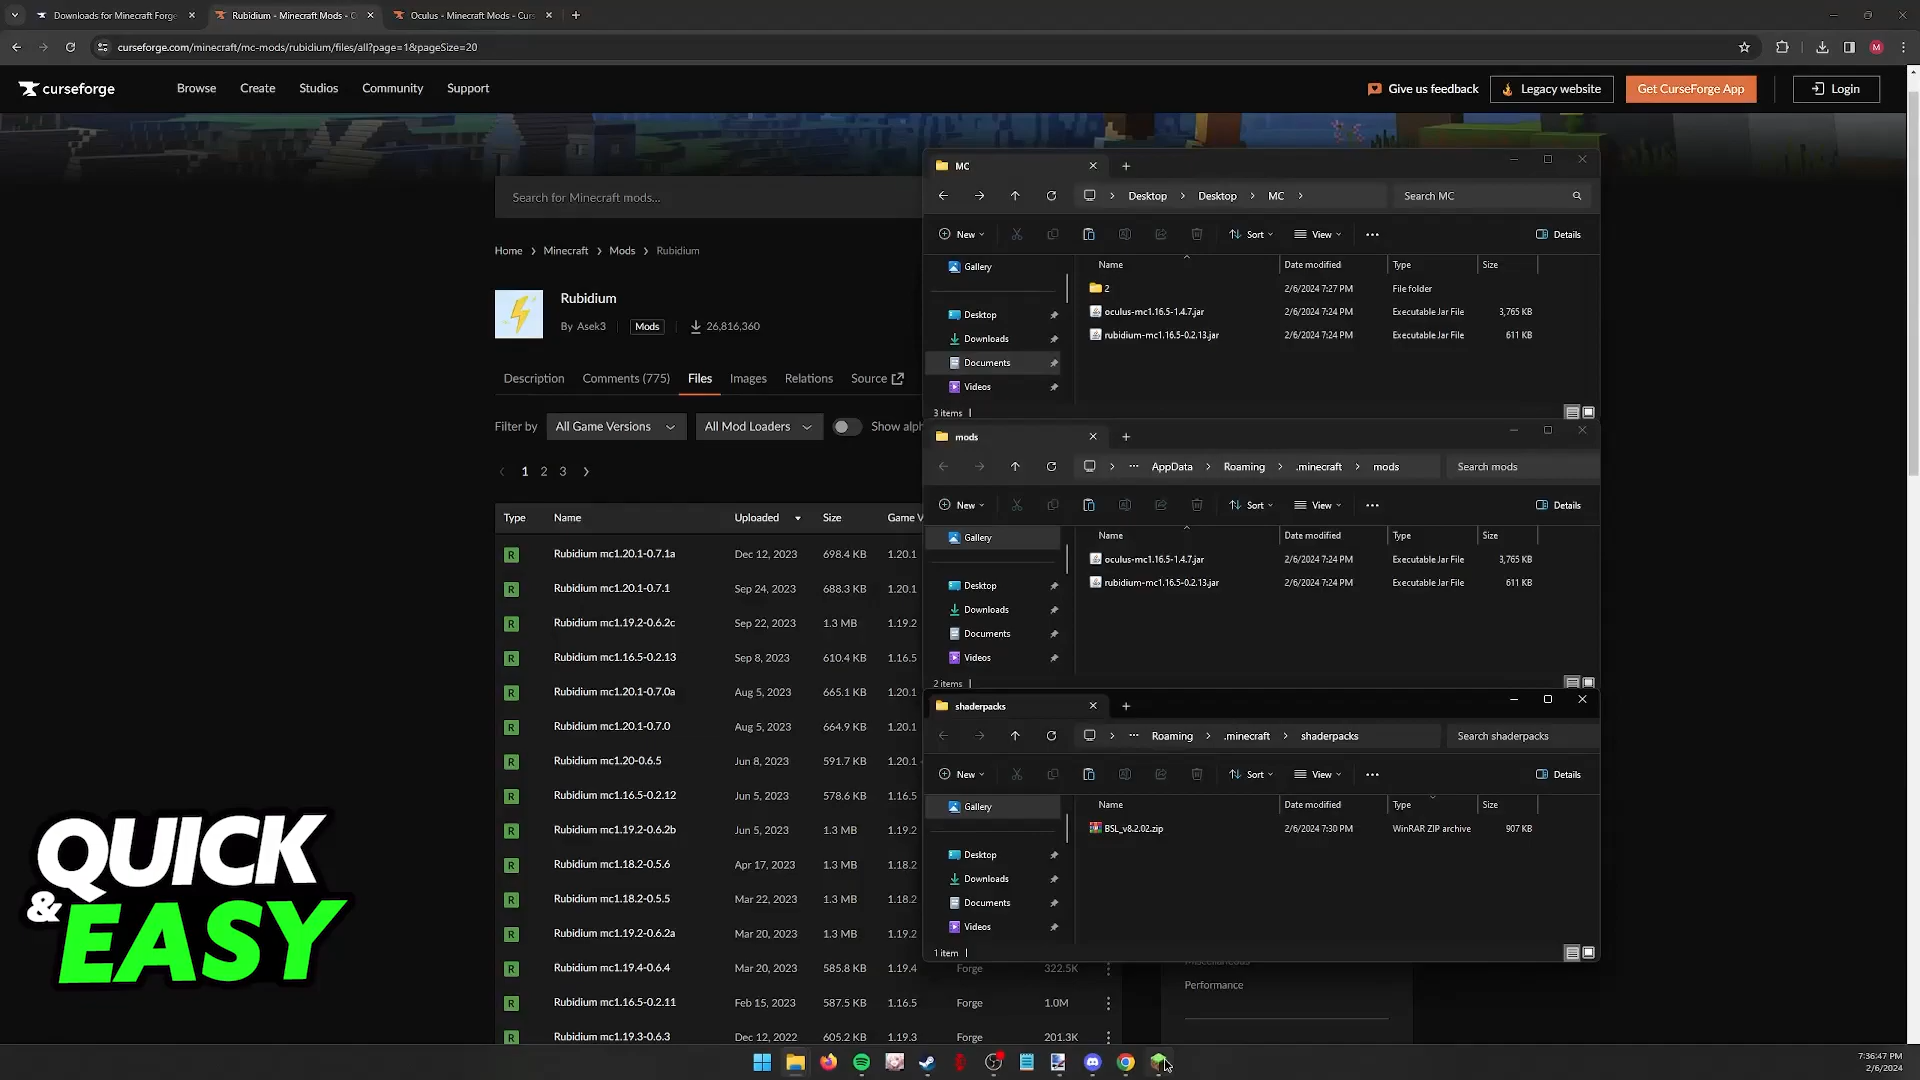 Downloads for Minecraft Forge
Rubidium - Minecraft Mods - C
Oculus - Minecraft Mods - Curs
curseforge.com/minecraft/mc-mods/rubidium/files/all?page=1&pageSize=20
M
curseforge
Browse
Create
Studios
Community
Support
Give us feedback
Legacy website
Get CurseForge App
Login
Search for Minecraft mods...
Home > Minecraft > Mods > Rubidium
Rubidium
By Asek3
Mods
26,816,360
Description
Comments (775)
Files
Images
Relations
Source
Filter by
All Game Versions
All Mod Loaders
Show alph
1 2 3
Type Name Uploaded Size Game V
R Rubidium mc1.20.1-0.7.1a Dec 12, 2023 698.4 KB 1.20.1
R Rubidium mc1.20.1-0.7.1 Sep 24, 2023 688.3 KB 1.20.1
R Rubidium mc1.19.2-0.6.2c Sep 22, 2023 1.3 MB 1.19.2
R Rubidium mc1.16.5-0.2.13 Sep 8, 2023 610.4 KB 1.16.5
R Rubidium mc1.20.1-0.7.0a Aug 5, 2023 665.1 KB 1.20.1
R Rubidium mc1.20.1-0.7.0 Aug 5, 2023 664.9 KB 1.20.1
R Rubidium mc1.20-0.6.5 Jun 8, 2023 591.7 KB 1.20.1
R Rubidium mc1.16.5-0.2.12 Jun 5, 2023 578.6 KB 1.16.5
R Rubidium mc1.19.2-0.6.2b Jun 5, 2023 1.3 MB 1.19.2
R Rubidium mc1.18.2-0.5.6 Apr 17, 2023 1.3 MB 1.18.2
R Rubidium mc1.18.2-0.5.5 Mar 22, 2023 1.3 MB 1.18.2
R Rubidium mc1.19.2-0.6.2a Mar 20, 2023 1.3 MB 1.19.2
R Rubidium mc1.19.4-0.6.4 Mar 20, 2023 585.8 KB 1.19.4 Forge 322.5K
R Rubidium mc1.16.5-0.2.11 Feb 15, 2023 587.5 KB 1.16.5 Forge 1.0M
R Rubidium mc1.19.3-0.6.3 Dec 12, 2022 605.2 KB 1.19.3 Forge 201.3K
Performance
MC
Desktop > Desktop > MC >
Search MC
New
Sort
View
Details
Gallery
Desktop
Downloads
Documents
Videos
Name Date modified Type Size
2 2/6/2024 7:27 PM File folder
oculus-mc1.16.5-1.4.7.jar 2/6/2024 7:24 PM Executable Jar File 3,765 KB
rubidium-mc1.16.5-0.2.13.jar 2/6/2024 7:24 PM Executable Jar File 611 KB
3 items
mods
AppData > Roaming > .minecraft > mods
Search mods
New
Sort
View
Details
Gallery
Desktop
Downloads
Documents
Videos
Name Date modified Type Size
oculus-mc1.16.5-1.4.7.jar 2/6/2024 7:24 PM Executable Jar File 3,765 KB
rubidium-mc1.16.5-0.2.13.jar 2/6/2024 7:24 PM Executable Jar File 611 KB
2 items
shaderpacks
Roaming > .minecraft > shaderpacks
Search shaderpacks
New
Sort
View
Details
Gallery
Desktop
Downloads
Documents
Videos
Name Date modified Type Size
BSL_v8.2.02.zip 2/6/2024 7:30 PM WinRAR ZIP archive 907 KB
1 item
QUICK
& EASY
7:36:47 PM
2/6/2024